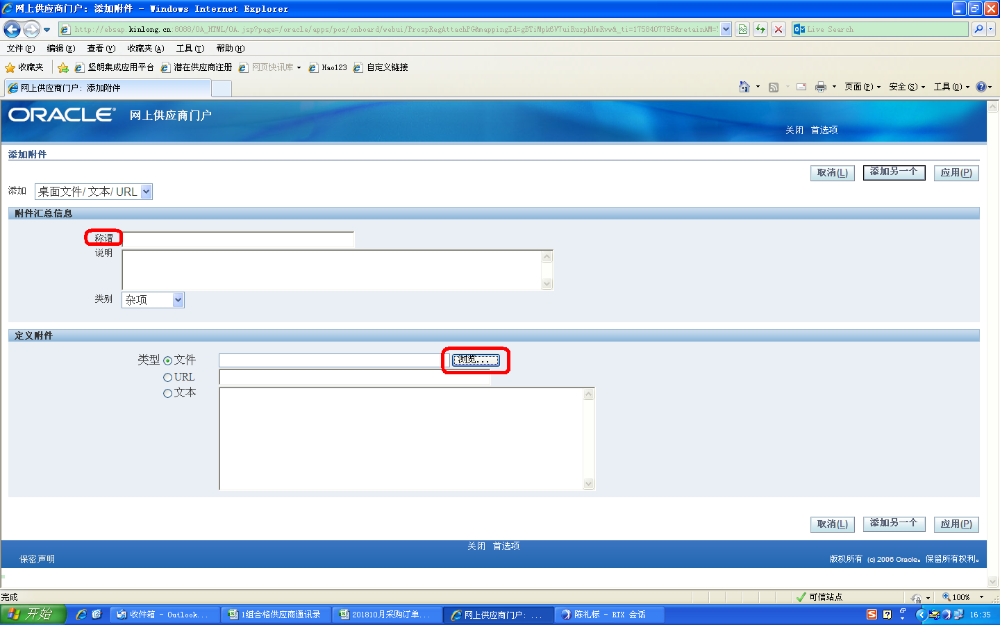 网上供应商门户: 添加附件 - Windows Internet Explorer
http://ebsap.kinlong.cn:8088/OA_HTML/OA.jsp?page=/oracle/apps/pos/onboard/webui/ProspRegAttachPG&mappingId=gBTiMpk6V7uiRuzphUmRvw&_ti=1758407795&retainAM= Live Search
文件(F) 编辑(E) 查看(V) 收藏夹(A) 工具(T) 帮助(H)
收藏夹 坚朗集成应用平台 潜在供应商注册 网页快讯库 Hao123 自定义链接
网上供应商门户: 添加附件 页面(P) 安全(S) 工具(O)
ORACLE 网上供应商门户
关闭 首选项
添加附件
取消(L) 添加另一个 应用(P)
添加 桌面文件/ 文本/ URL
附件汇总信息
称谓
说明
类别 杂项
定义附件
类型 文件 浏览...
URL
文本
取消(L) 添加另一个 应用(P)
关闭 首选项
保密声明 版权所有 (c) 2006 Oracle。保留所有权利。
完成 可信站点 100%
开始 收件箱 - Outlook... 1组合格供应商通讯录 201810月采购订单... 网上供应商门户: ... 陈礼标 - RTX 会话 16:35